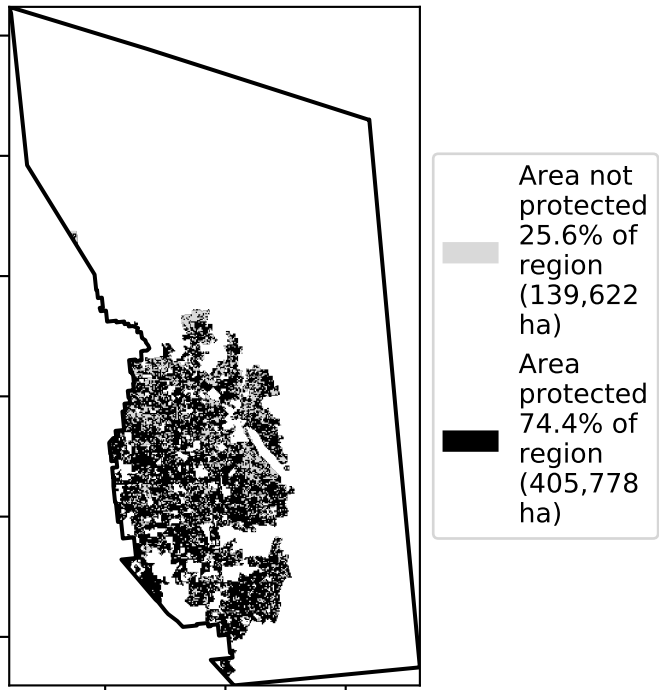 Area not
protected
25.6% of
region
(139,622
ha)
Area
protected
74.4% of
region
(405,778
ha)